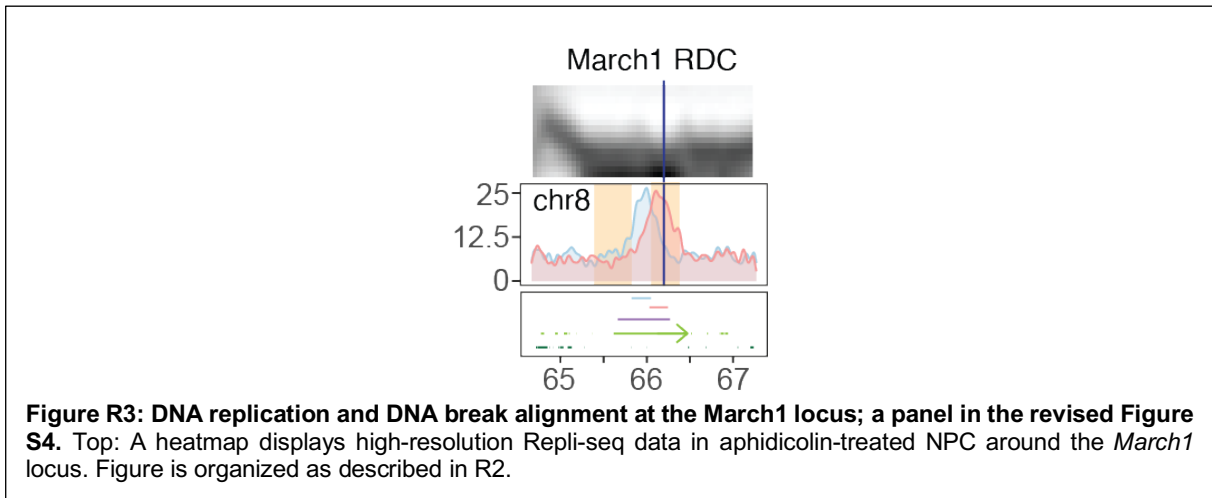 March1 RDC
25
chr8
12.5
0
65 66 67
Figure R3: DNA replication and DNA break alignment at the March1 locus; a panel in the revised Figure
S4. Top: A heatmap displays high-resolution Repli-seq data in aphidicolin-treated NPC around the March1
locus. Figure is organized as described in R2.